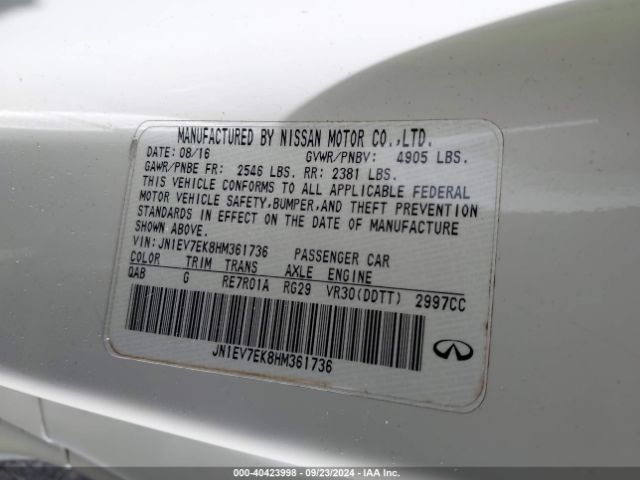 MANUFACTURED BY NISSAN MOTOR CO.,LTD.
DATE: 08/16 GVWR/PNBV: 4905 LBS.
GAWR/PNBE FR: 2546 LBS. RR: 2381 LBS.
THIS VEHICLE CONFORMS TO ALL APPLICABLE FEDERAL
MOTOR VEHICLE SAFETY, BUMPER, AND THEFT PREVENTION
STANDARDS IN EFFECT ON THE DATE OF MANUFACTURE
SHOWN ABOVE.
VIN: JN1EV7EK8HM361736 PASSENGER CAR
COLOR TRIM TRANS AXLE ENGINE
QAB G RE7R01A RG29 VR30(DDTT) 2997CC
JN1EV7EK8HM361736
INFINITI
000-40423998 - 09/23/2024 - IAA Inc.